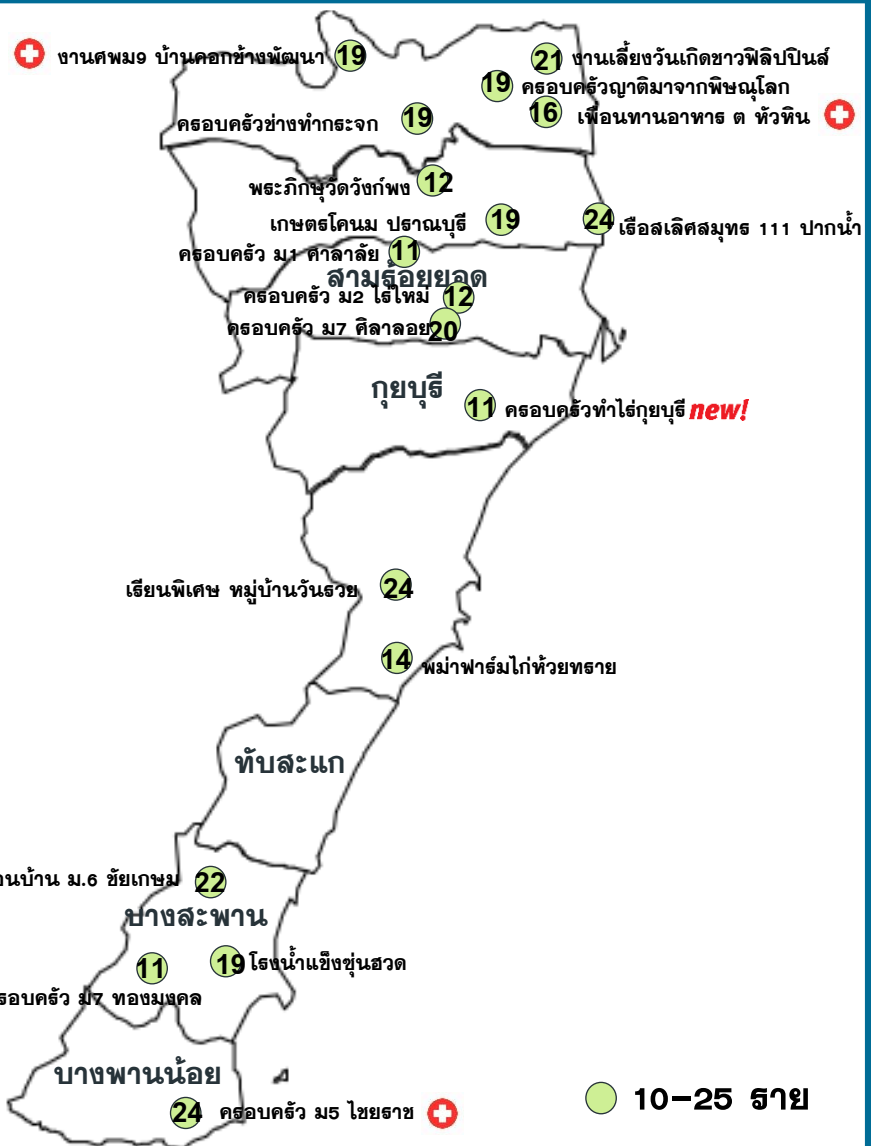 งานศพม9 บ้านคอกช้างพัฒนา 19
21 งานเลี้ยงวันเกิดชาวฟิลิปปินส์
19 ครอบครัวญาติมาจากพิษณุโลก
16 เพื่อนทานอาหาร ต หัวหิน
ครอบครัวช่างทำกระจก 19
พระภิกษุวัดวังก์พง 12
เกษตรโคนม ปราณบุรี 19
24 เรือสเลิศสมุทร 111 ปากน้ำ
ครอบครัว ม1 ศาลาลัย 11
สามร้อยยอด
ครอบครัว ม2 ไร่ใหม่ 12
ครอบครัว ม7 ศิลาลอย 20
กุยบุรี
11 ครอบครัวทำไร่กุยบุรี new!
เรียนพิเศษ หมู่บ้านวันรวย 24
14 พม่าฟาร์มไก่ห้วยทราย
ทับสะแก
านบ้าน ม.6 ชัยเกษม 22
บางสะพาน
11
19 โรงน้ำแข็งซุ่นฮวด
รอบครัว ม7 ทองมงคล
บางพานน้อย
24 ครอบครัว ม5 ไชยราช
10-25 ราย